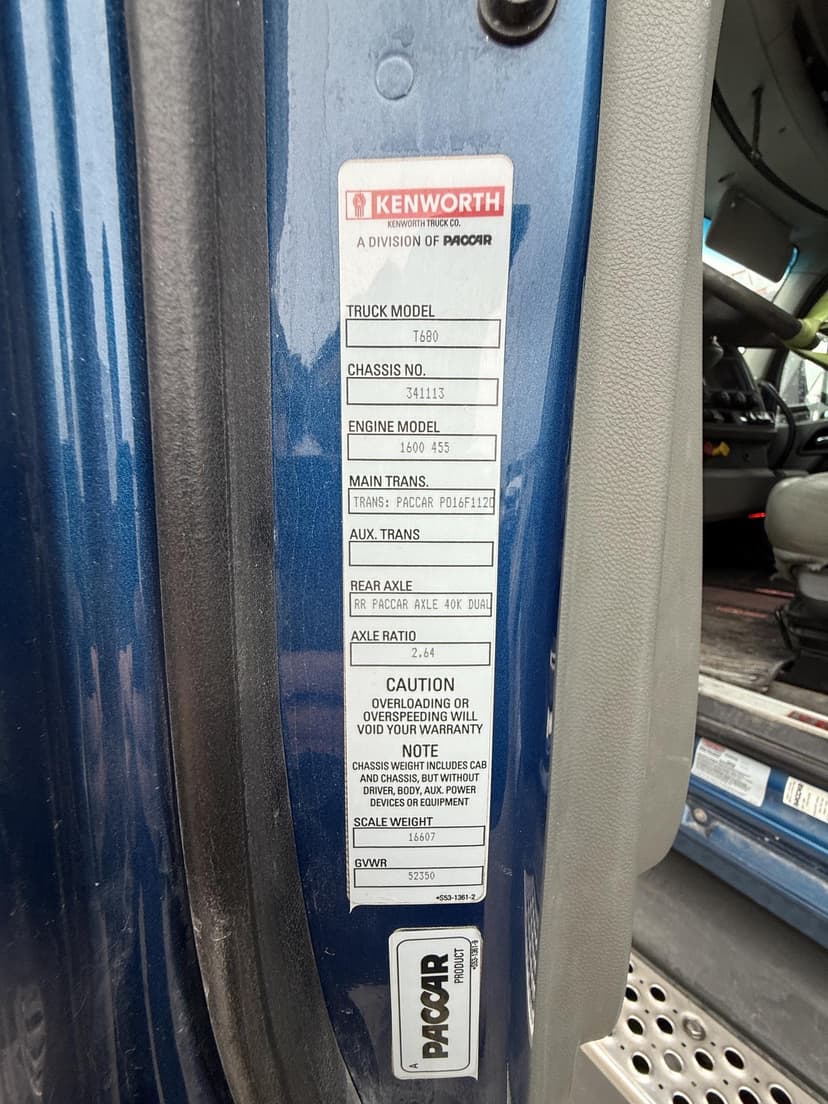 KENWORTH
KENWORTH TRUCK CO.
A DIVISION OF PACCAR
TRUCK MODEL
T680
CHASSIS NO.
341113
ENGINE MODEL
1600 455
MAIN TRANS.
TRANS: PACCAR PO16F112C
AUX. TRANS
REAR AXLE
RR PACCAR AXLE 40K DUAL
AXLE RATIO
2.64
CAUTION
OVERLOADING OR
OVERSPEEDING WILL
VOID YOUR WARRANTY
NOTE
CHASSIS WEIGHT INCLUDES CAB
AND CHASSIS, BUT WITHOUT
DRIVER, BODY, AUX. POWER
DEVICES OR EQUIPMENT
SCALE WEIGHT
16607
GVWR
52350
*S53-1361-2
A
PACCAR
PRODUCT